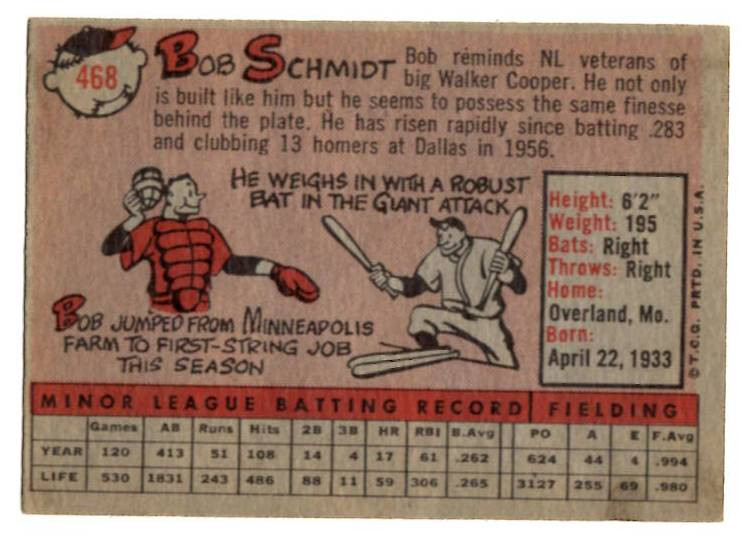 468
BOB SCHMIDT
Bob reminds NL veterans of
big Walker Cooper. He not only
is built like him but he seems to possess the same finesse
behind the plate. He has risen rapidly since batting .283
and clubbing 13 homers at Dallas in 1956.
HE WEIGHS IN WITH A ROBUST
BAT IN THE GIANT ATTACK
BOB JUMPED FROM MINNEAPOLIS
FARM TO FIRST-STRING JOB
THIS SEASON
Height: 6'2"
Weight: 195
Bats: Right
Throws: Right
Home:
Overland, Mo.
Born:
April 22, 1933
© T.C.G. PRTD. IN U.S.A.
MINOR LEAGUE BATTING RECORD FIELDING
Games AB Runs Hits 2B 3B HR RBI B.Avg PO A E F.Avg
YEAR 120 413 51 108 14 4 17 61 .262 624 44 4 .994
LIFE 530 1831 243 486 88 11 59 306 .265 3127 255 69 .980